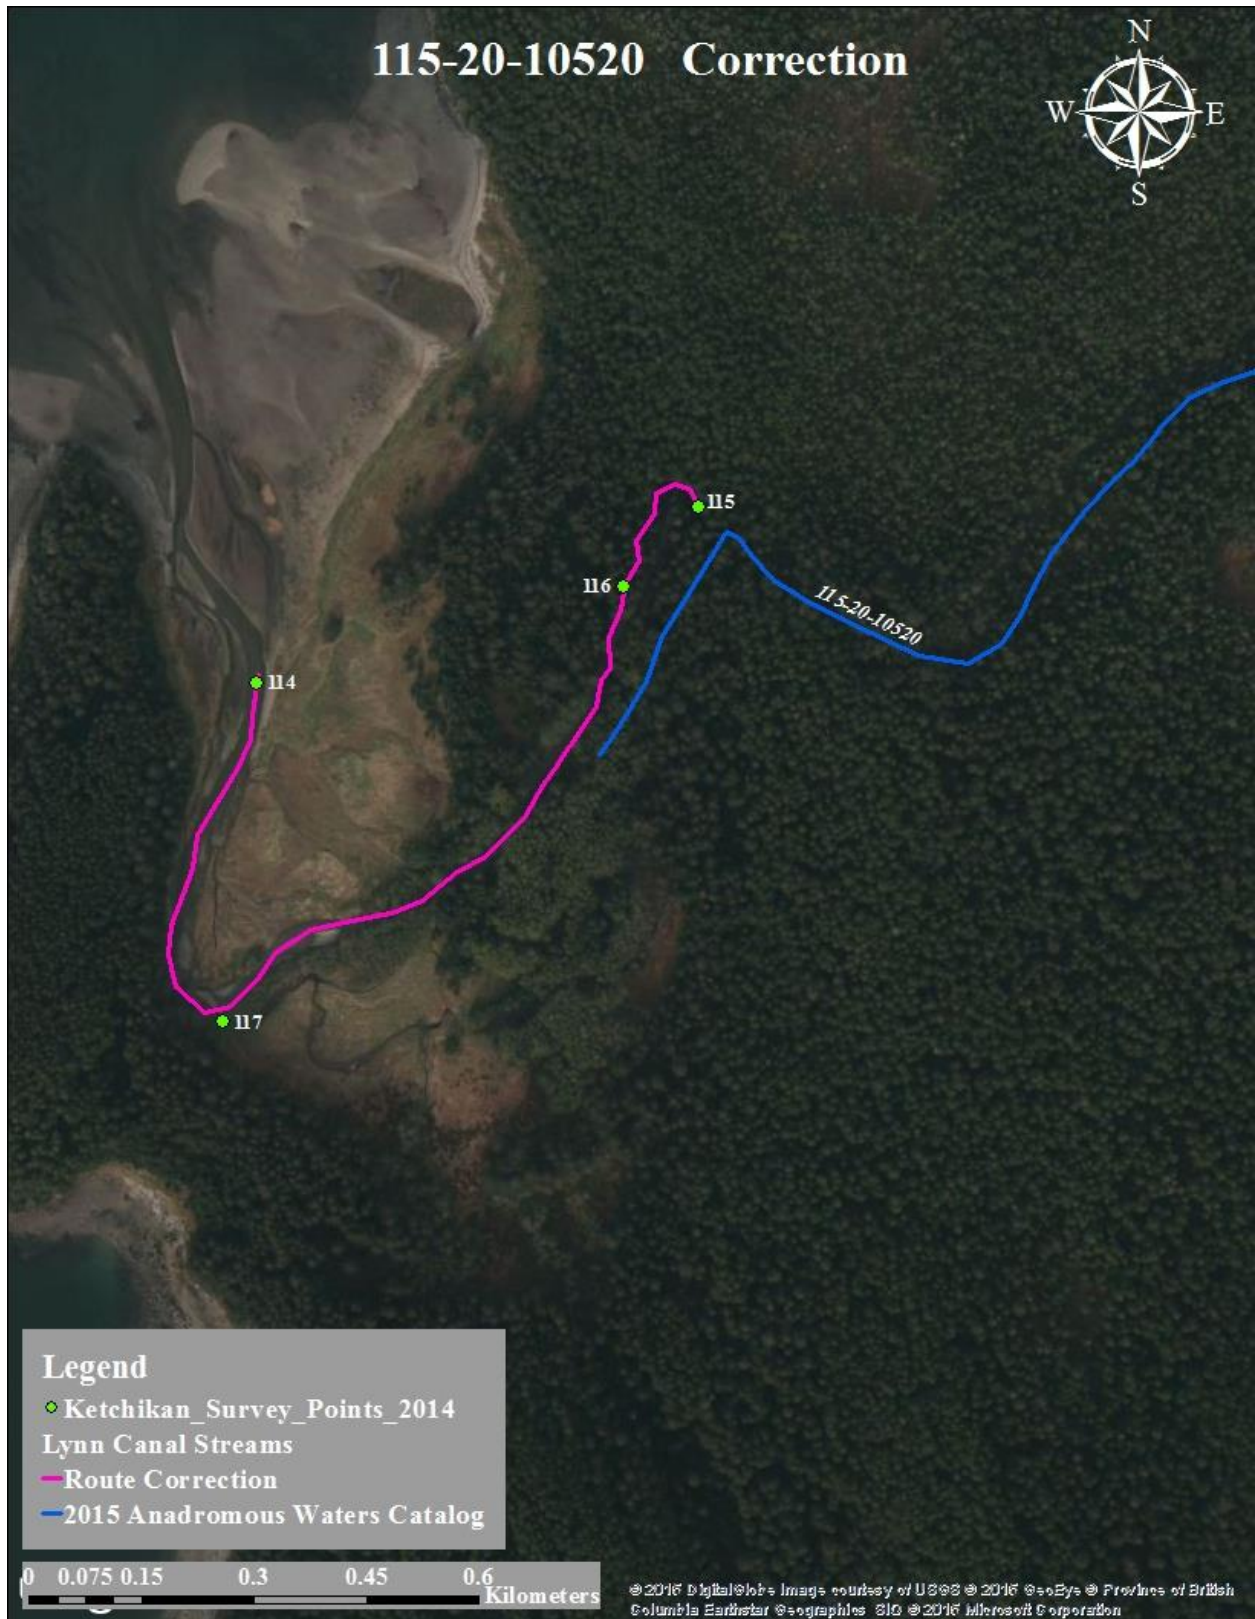 115-20-10520 Correction
N
W E
S
115
116
115-20-10520
114
117
Legend
Ketchikan_Survey_Points_2014
Lynn Canal Streams
Route Correction
2015 Anadromous Waters Catalog
0 0.075 0.15 0.3 0.45 0.6
Kilometers
© 2016 DigitalGlobe Image courtesy of USGS © 2016 GeoEye © Province of British
Columbia Earthstar Geographics SIO © 2016 Microsoft Corporation